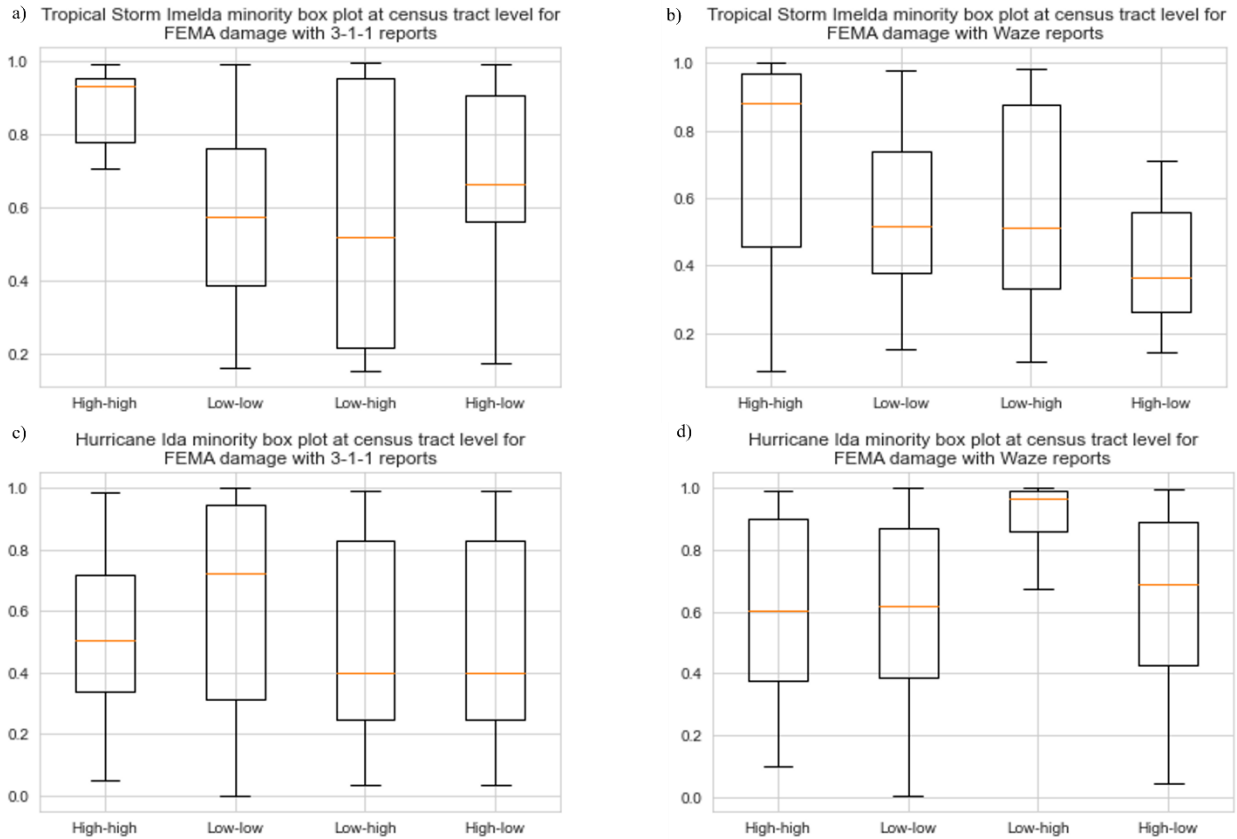 a)
Tropical Storm Imelda minority box plot at census tract level for
FEMA damage with 3-1-1 reports
1.0
0.8
0.6
0.4
0.2
High-high Low-low Low-high High-low
b)
Tropical Storm Imelda minority box plot at census tract level for
FEMA damage with Waze reports
1.0
0.8
0.6
0.4
0.2
High-high Low-low Low-high High-low
c)
Hurricane Ida minority box plot at census tract level for
FEMA damage with 3-1-1 reports
1.0
0.8
0.6
0.4
0.2
0.0
High-high Low-low Low-high High-low
d)
Hurricane Ida minority box plot at census tract level for
FEMA damage with Waze reports
1.0
0.8
0.6
0.4
0.2
0.0
High-high Low-low Low-high High-low